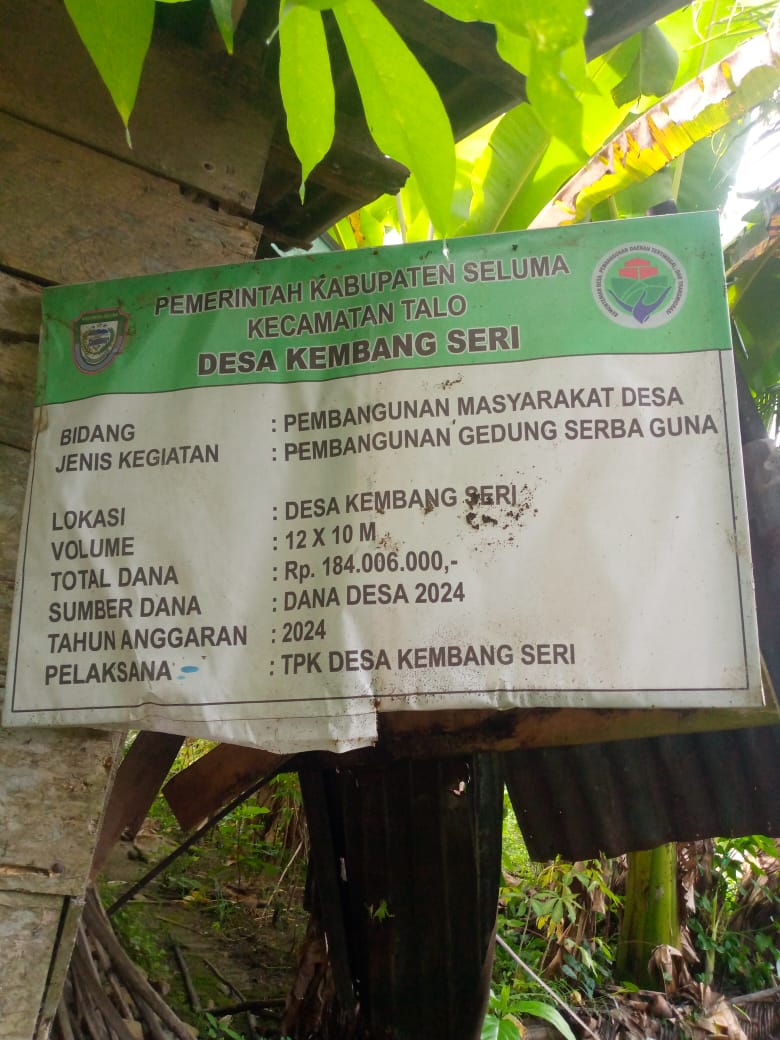 PEMERINTAH KABUPATEN SELUMA
KECAMATAN TALO
DESA KEMBANG SERI
BIDANG : PEMBANGUNAN MASYARAKAT DESA
JENIS KEGIATAN : PEMBANGUNAN GEDUNG SERBA GUNA
LOKASI : DESA KEMBANG SERI
VOLUME : 12 X 10 M
TOTAL DANA : Rp. 184.006.000,-
SUMBER DANA : DANA DESA 2024
TAHUN ANGGARAN : 2024
PELAKSANA : TPK DESA KEMBANG SERI